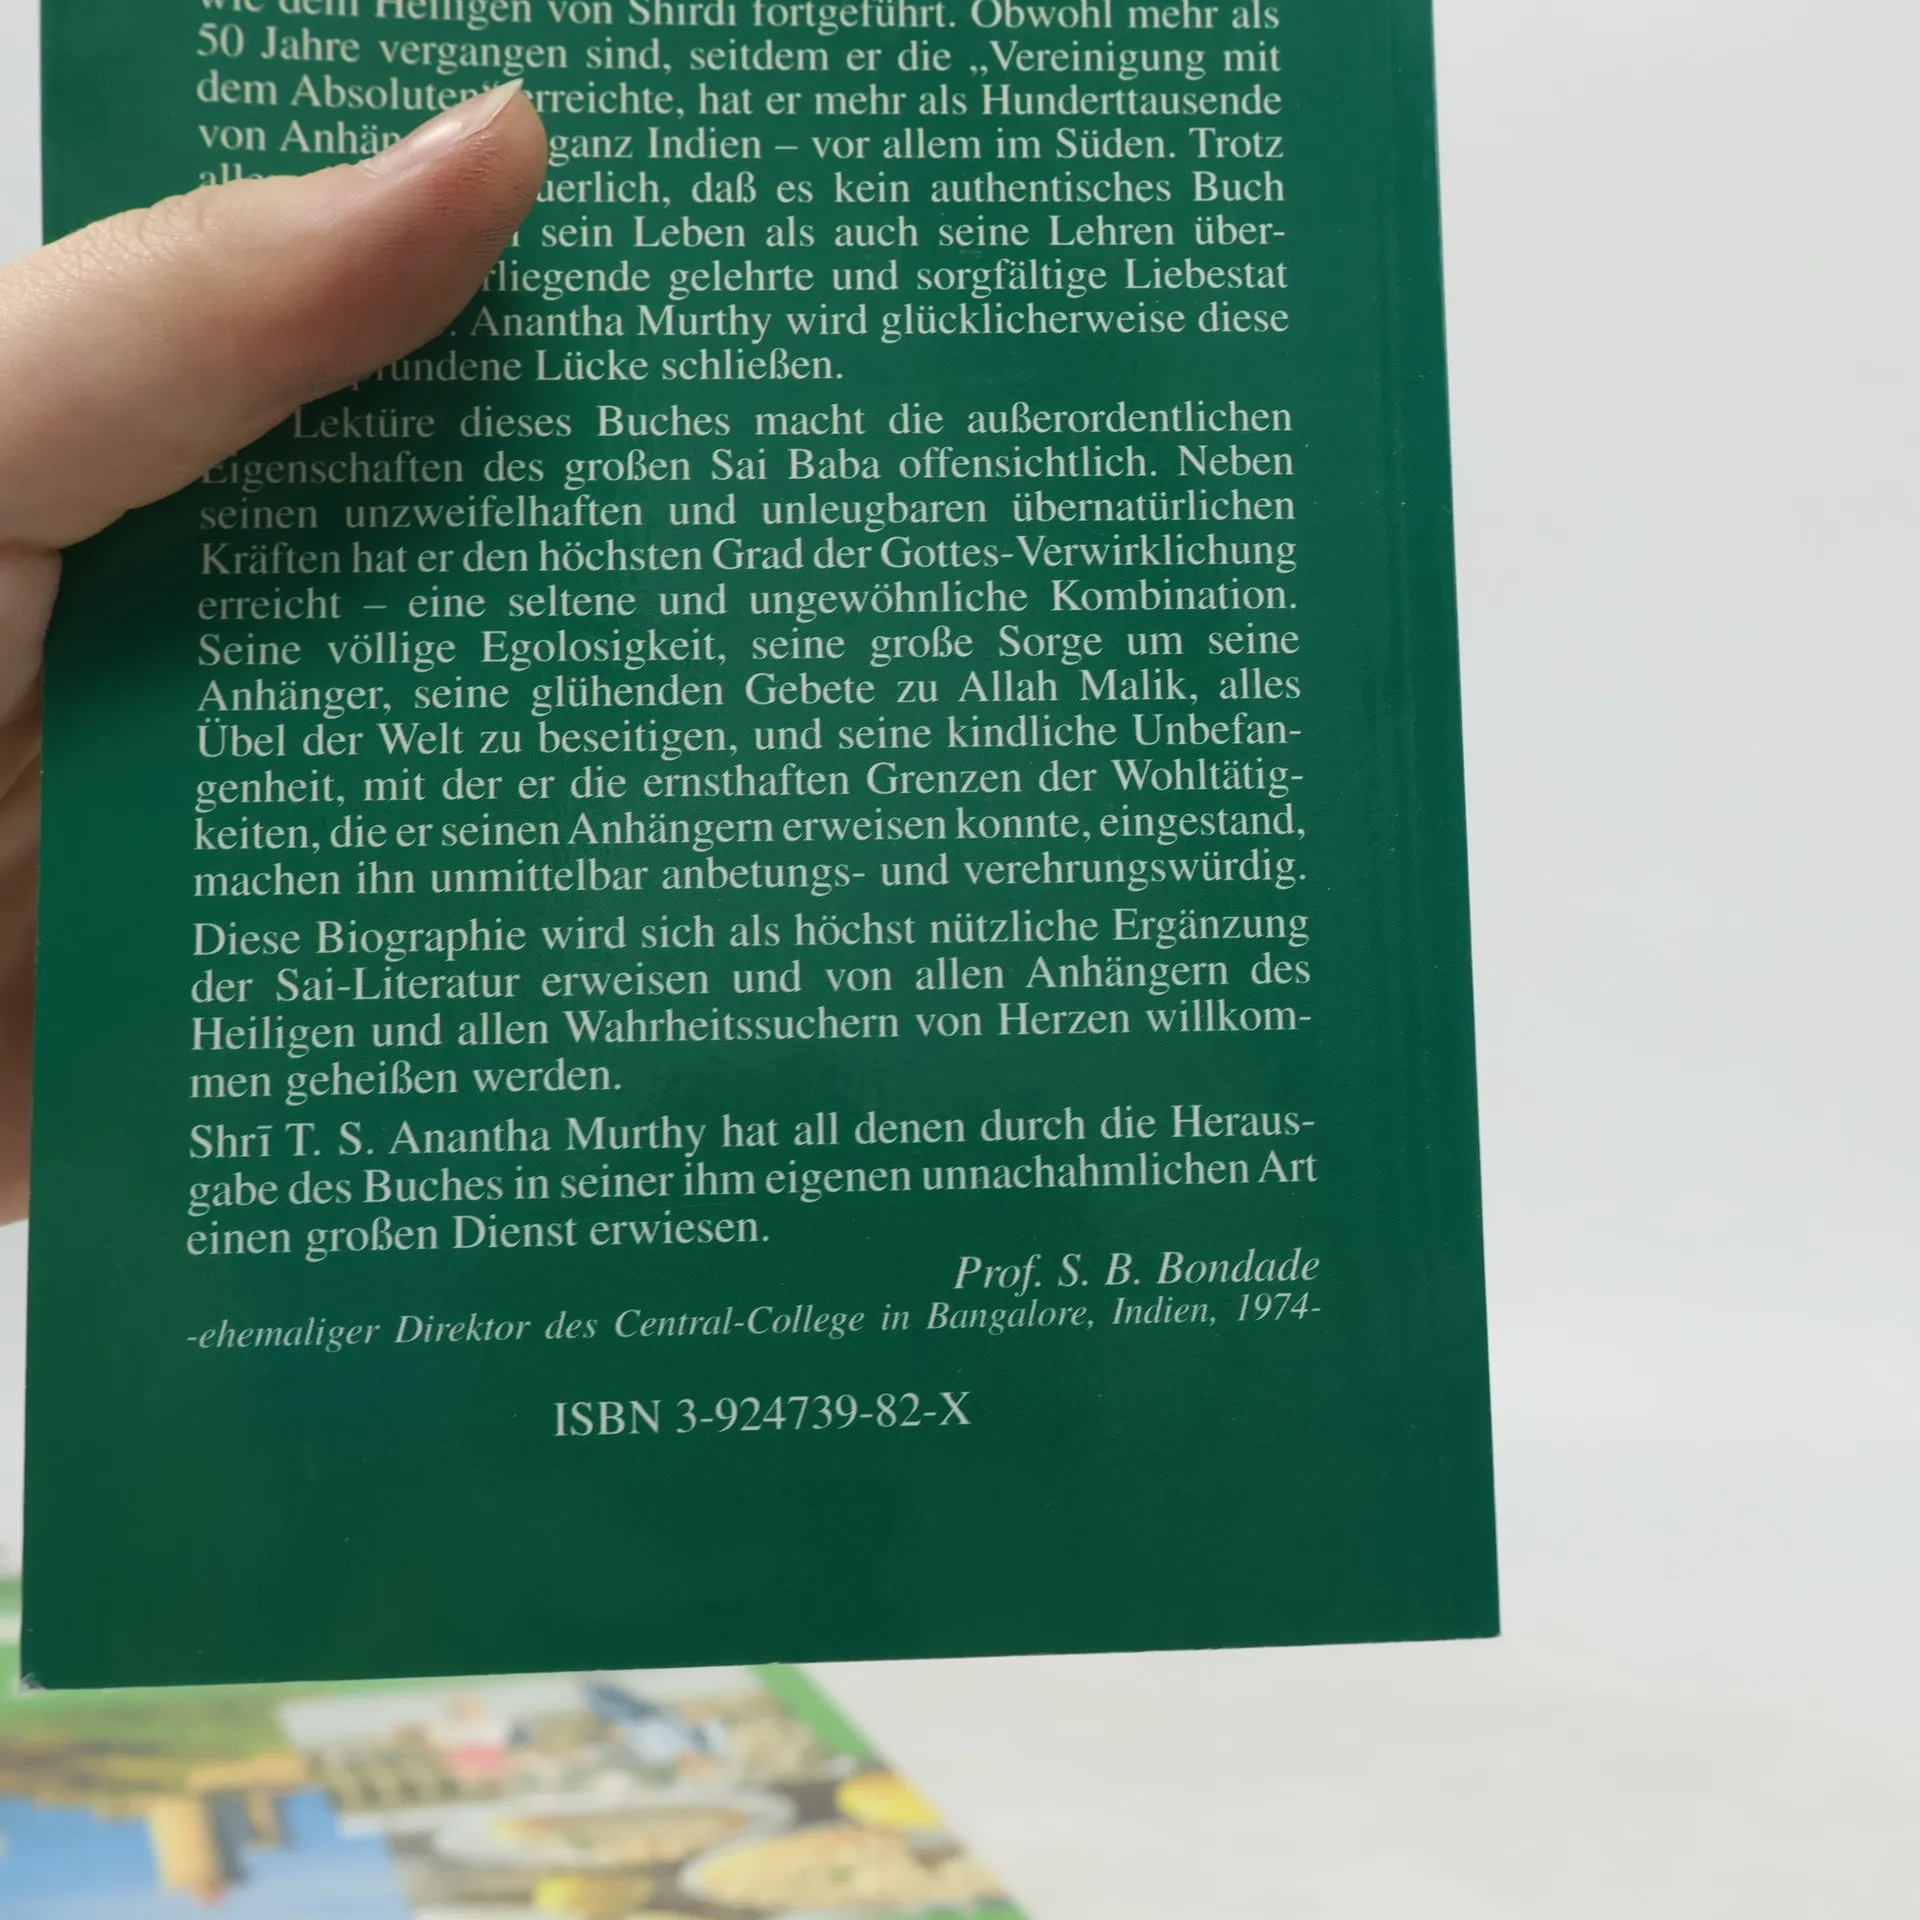 wie dem Heiligen von Shirdi fortgeführt. Obwohl mehr als
50 Jahre vergangen sind, seitdem er die „Vereinigung mit
dem Absoluten“ erreichte, hat er mehr als Hunderttausende
von ganz Indien – vor allem im Süden. Trotz
daß es kein authentisches Buch
sein Leben als auch seine Lehren über-
gelehrte und sorgfältige Liebestat
Anantha Murthy wird glücklicherweise diese
Lücke schließen.
Lektüre dieses Buches macht die außerordentlichen
Eigenschaften des großen Sai Baba offensichtlich. Neben
seinen unzweifelhaften und unleugbaren übernatürlichen
Kräften hat er den höchsten Grad der Gottes-Verwirklichung
erreicht – eine seltene und ungewöhnliche Kombination.
Seine völlige Egolosigkeit, seine große Sorge um seine
Anhänger, seine glühenden Gebete zu Allah Malik, alles
Übel der Welt zu beseitigen, und seine kindliche Unbefan-
genheit, mit der er die ernsthaften Grenzen der Wohltätig-
keiten, die er seinen Anhängern erweisen konnte, eingestand,
machen ihn unmittelbar anbetungs- und verehrungswürdig.
Diese Biographie wird sich als höchst nützliche Ergänzung
der Sai-Literatur erweisen und von allen Anhängern des
Heiligen und allen Wahrheitssuchern von Herzen willkom-
men geheißen werden.
Shrī T. S. Anantha Murthy hat all denen durch die Heraus-
gabe des Buches in seiner ihm eigenen unnachahmlichen Art
einen großen Dienst erwiesen.
Prof. S. B. Bondade
-ehemaliger Direktor des Central-College in Bangalore, Indien, 1974-
ISBN 3-924739-82-X